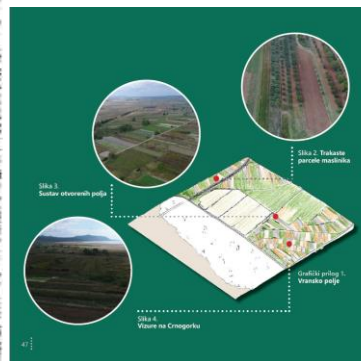 Slika 2. Trakaste
parcele maslinika
Slika 3.
Sustav otvorenih polja
Grafički prilog 1.
Vransko polje
Slika 4.
Vizure na Crnogorku
47